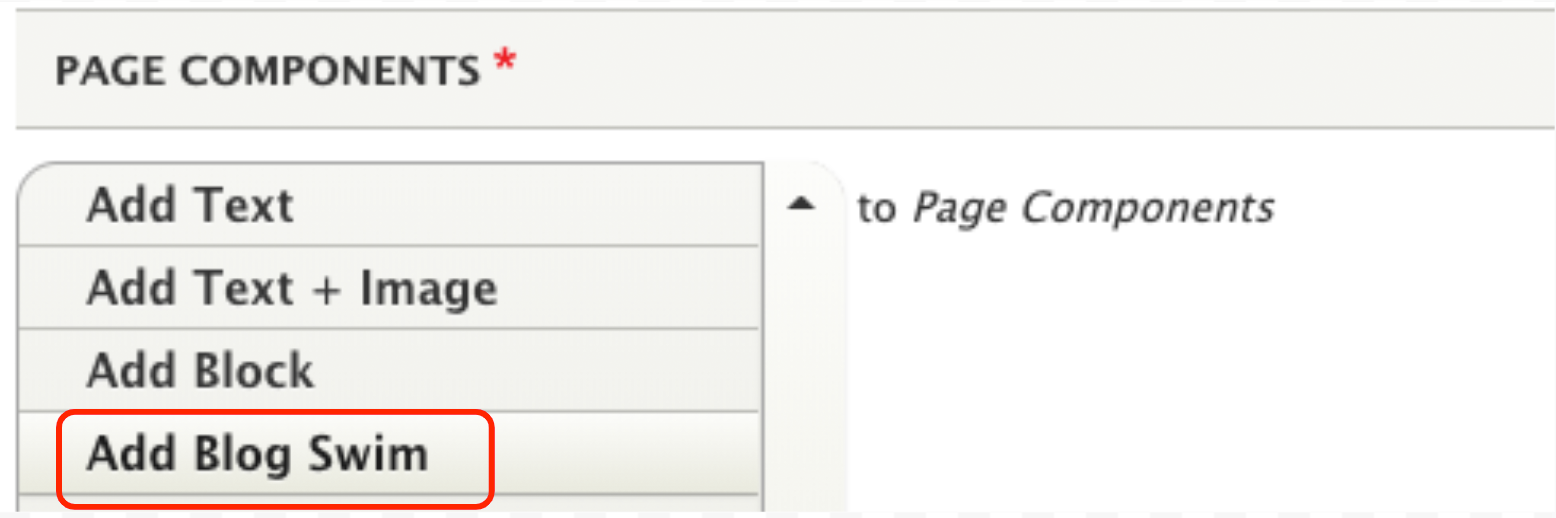 PAGE COMPONENTS *
Add Text
to Page Components
Add Text + Image
Add Block
Add Blog Swim